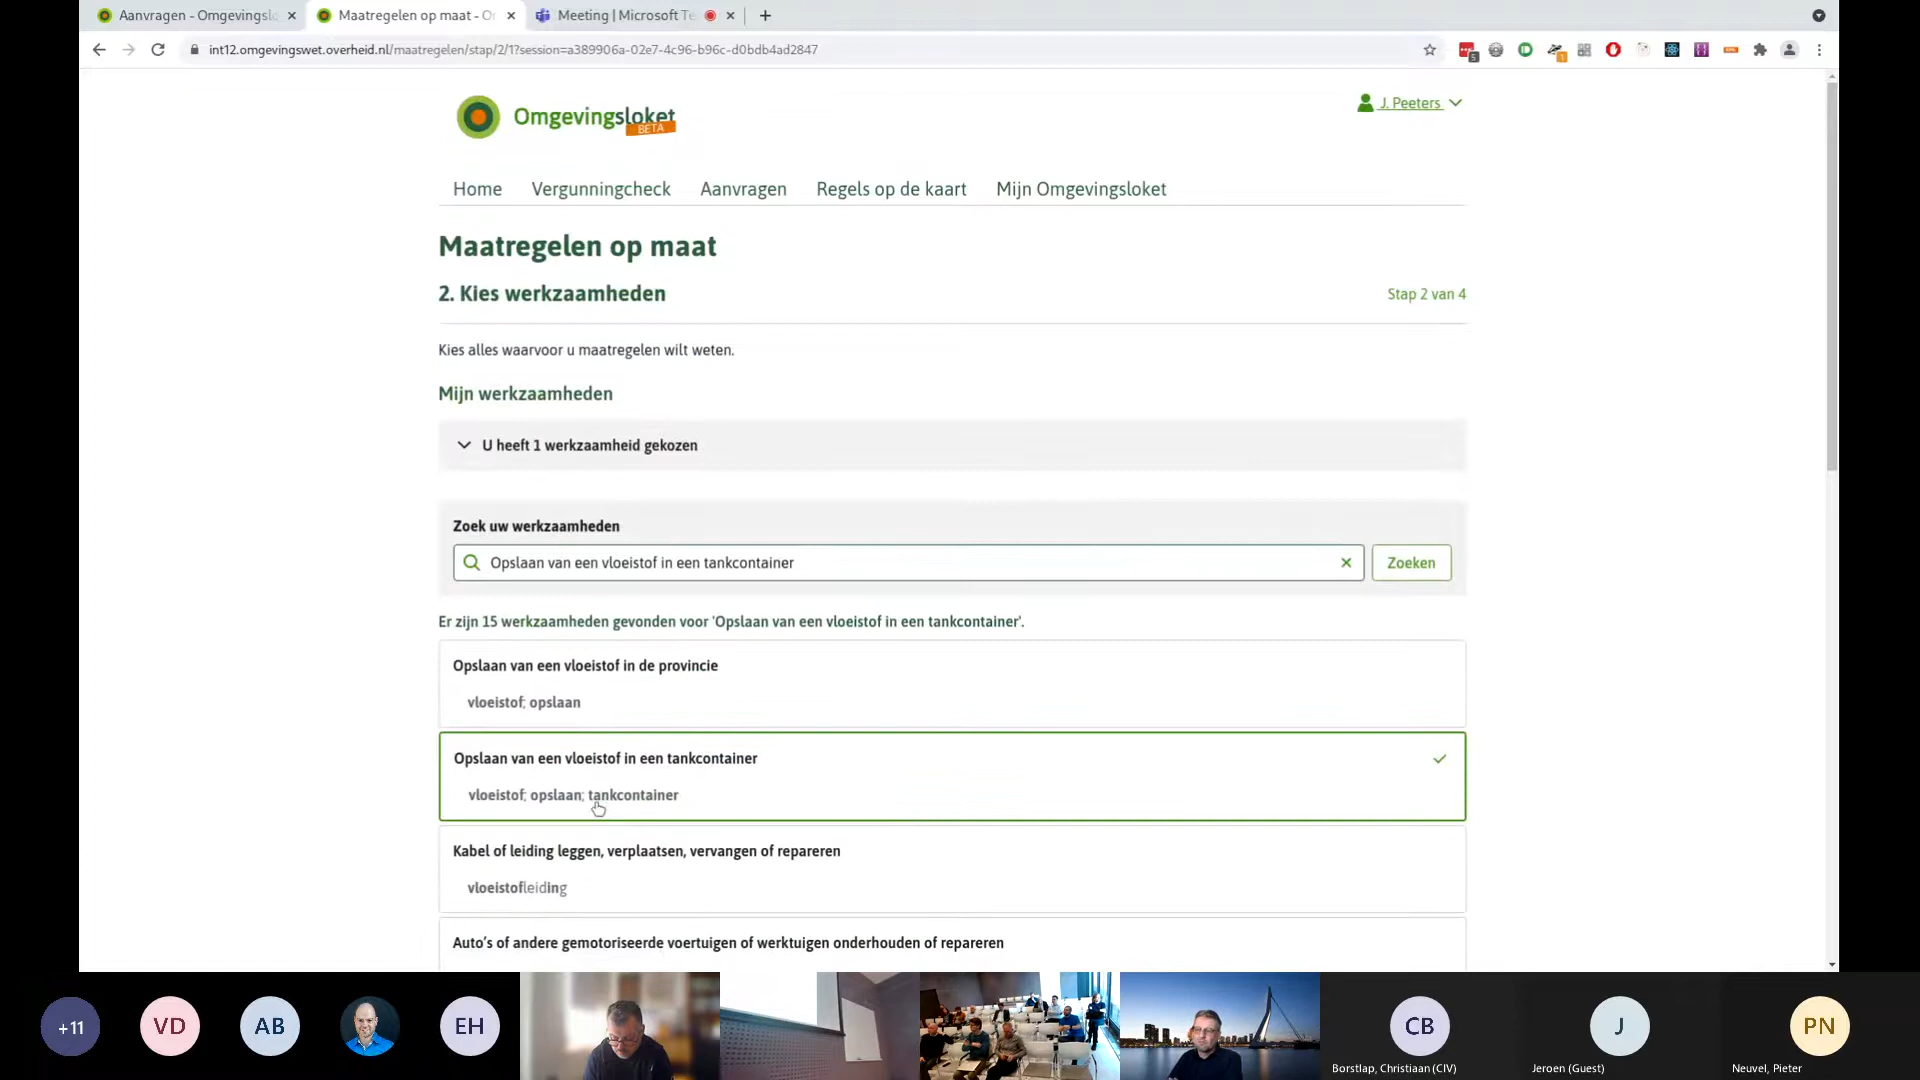 Aanvragen - Omgevingslo
Maatregelen op maat - O
Meeting | Microsoft Te
int12.omgevingswet.overheid.nl/maatregelen/stap/2/1?session=a389906a-02e7-4c96-b96c-d0bdb4ad2847
5
1
Omgevingsloket
BETA
J. Peeters
Home Vergunningcheck Aanvragen Regels op de kaart Mijn Omgevingsloket
Maatregelen op maat
2. Kies werkzaamheden
Stap 2 van 4
Kies alles waarvoor u maatregelen wilt weten.
Mijn werkzaamheden
U heeft 1 werkzaamheid gekozen
Zoek uw werkzaamheden
Opslaan van een vloeistof in een tankcontainer
Zoeken
Er zijn 15 werkzaamheden gevonden voor 'Opslaan van een vloeistof in een tankcontainer'.
Opslaan van een vloeistof in de provincie
vloeistof; opslaan
Opslaan van een vloeistof in een tankcontainer
vloeistof; opslaan; tankcontainer
Kabel of leiding leggen, verplaatsen, vervangen of repareren
vloeistofleiding
Auto's of andere gemotoriseerde voertuigen of werktuigen onderhouden of repareren
+11
VD
AB
EH
CB
J
PN
Borstlap, Christiaan (CIV)
Jeroen (Guest)
Neuvel, Pieter